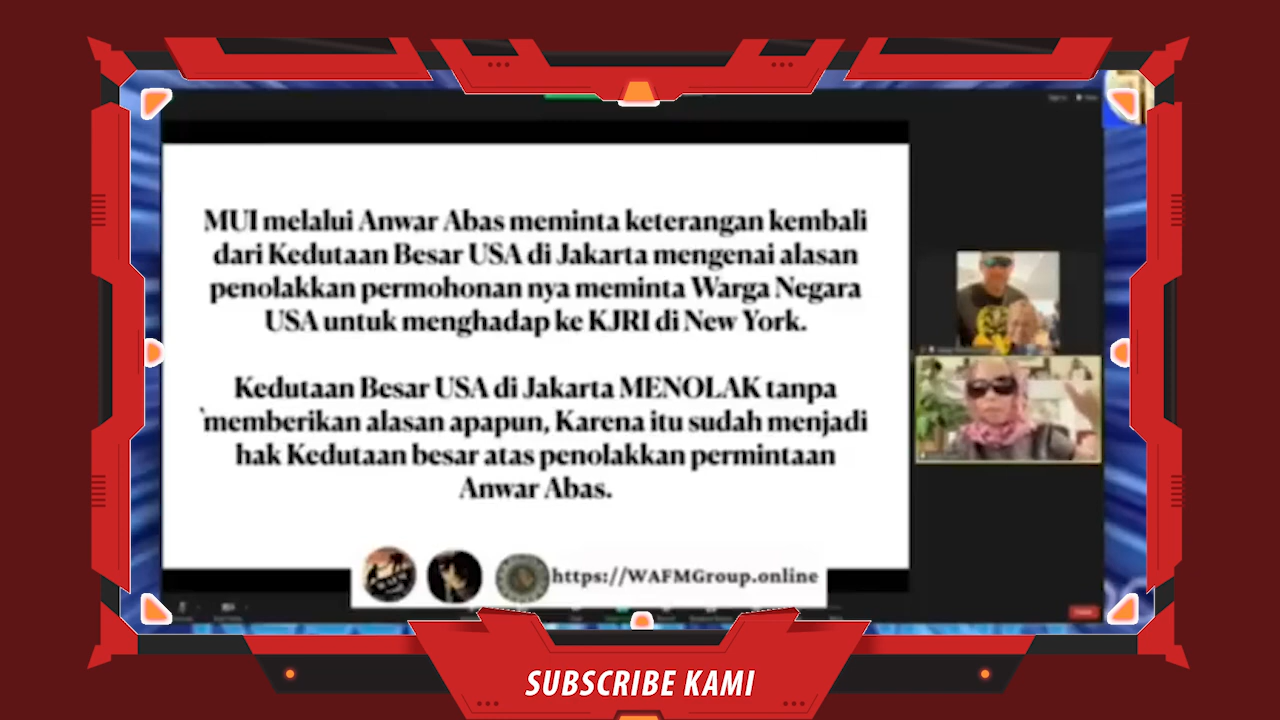 MUI melalui Anwar Abas meminta keterangan kembali
dari Kedutaan Besar USA di Jakarta mengenai alasan
penolakkan permohonan nya meminta Warga Negara
USA untuk menghadap ke KJRI di New York.
Kedutaan Besar USA di Jakarta MENOLAK tanpa
memberikan alasan apapun, Karena itu sudah menjadi
hak Kedutaan besar atas penolakkan permintaan
Anwar Abas.
https://WAFMGroup.online
SUBSCRIBE KAMI